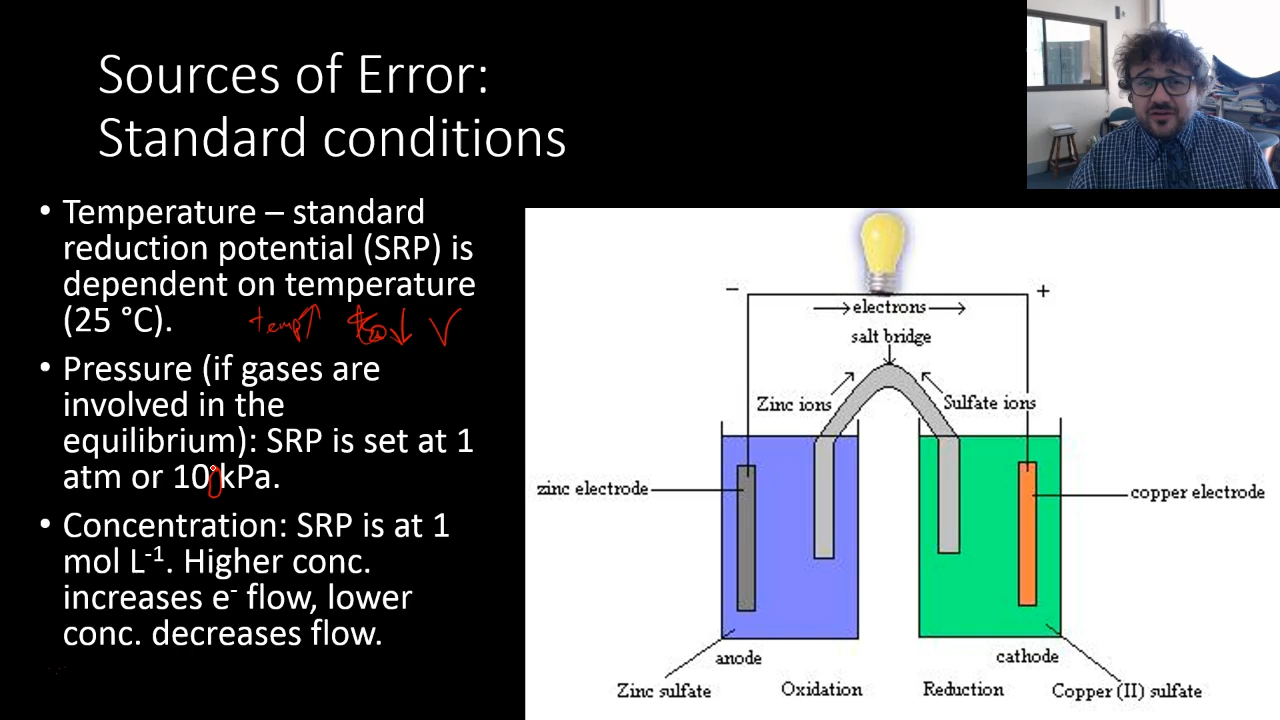 Sources of Error:
Standard conditions
• Temperature – standard
reduction potential (SRP) is
dependent on temperature
(25 °C).
temp↑ ↓ V
• Pressure (if gases are
involved in the
equilibrium): SRP is set at 1
atm or 100kPa.
• Concentration: SRP is at 1
mol L⁻¹. Higher conc.
increases e⁻ flow, lower
conc. decreases flow.
− +
electrons
salt bridge
Zinc ions
Sulfate ions
zinc electrode
copper electrode
anode
cathode
Zinc sulfate
Oxidation
Reduction
Copper (II) sulfate